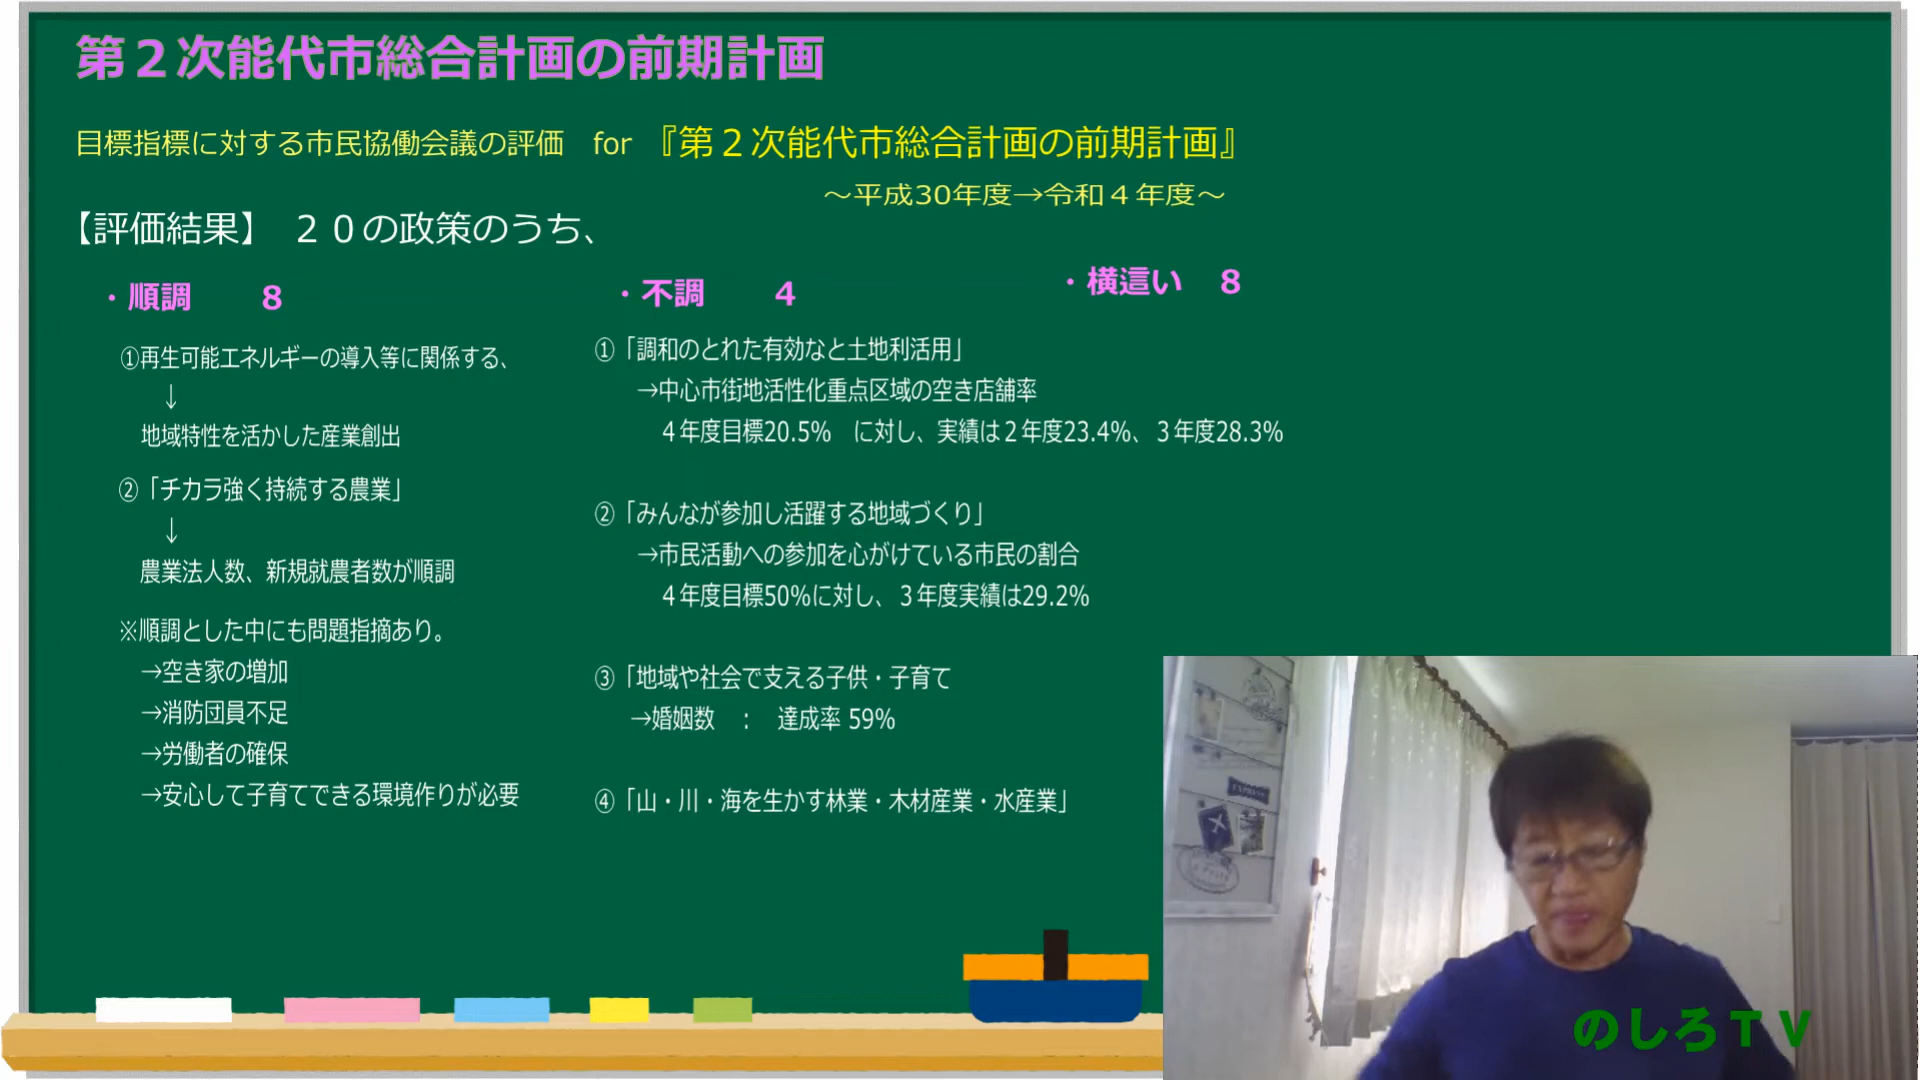 第２次能代市総合計画の前期計画
目標指標に対する市民協働会議の評価　for　『第２次能代市総合計画の前期計画』
～平成30年度→令和４年度～
【評価結果】　２０の政策のうち、
・順調　　８
①再生可能エネルギーの導入等に関係する、
↓
地域特性を活かした産業創出
②「チカラ強く持続する農業」
↓
農業法人数、新規就農者数が順調
※順調とした中にも問題指摘あり。
→空き家の増加
→消防団員不足
→労働者の確保
→安心して子育てできる環境作りが必要
・不調　　４
①「調和のとれた有効なと土地利活用」
→中心市街地活性化重点区域の空き店舗率
４年度目標20.5%　に対し、実績は２年度23.4%、３年度28.3%
②「みんなが参加し活躍する地域づくり」
→市民活動への参加を心がけている市民の割合
４年度目標50%に対し、３年度実績は29.2%
③「地域や社会で支える子供・子育て
→婚姻数　：　達成率 59%
④「山・川・海を生かす林業・木材産業・水産業」
・横這い　８
EXPRESS
のしろＴＶ